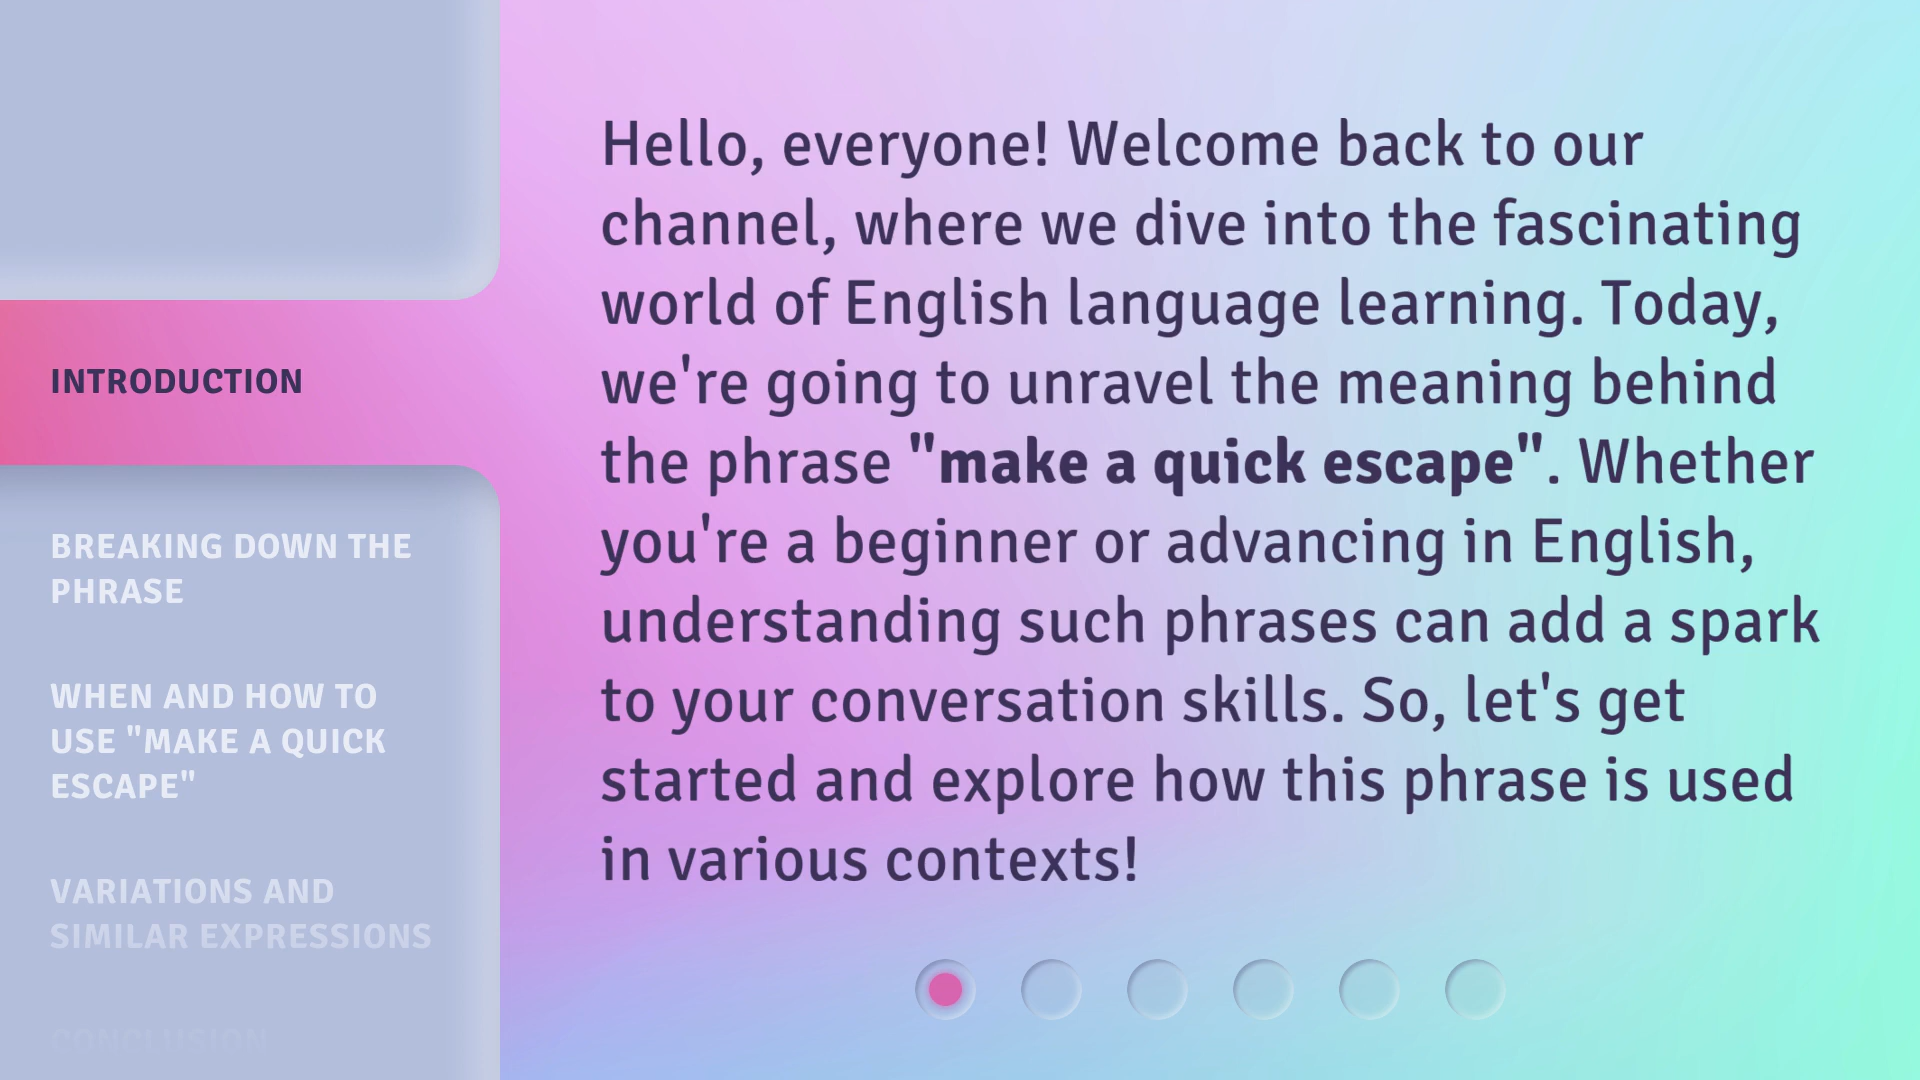 INTRODUCTION
BREAKING DOWN THE
PHRASE
WHEN AND HOW TO
USE "MAKE A QUICK
ESCAPE"
VARIATIONS AND
SIMILAR EXPRESSIONS
CONCLUSION
Hello, everyone! Welcome back to our
channel, where we dive into the fascinating
world of English language learning. Today,
we're going to unravel the meaning behind
the phrase "make a quick escape". Whether
you're a beginner or advancing in English,
understanding such phrases can add a spark
to your conversation skills. So, let's get
started and explore how this phrase is used
in various contexts!